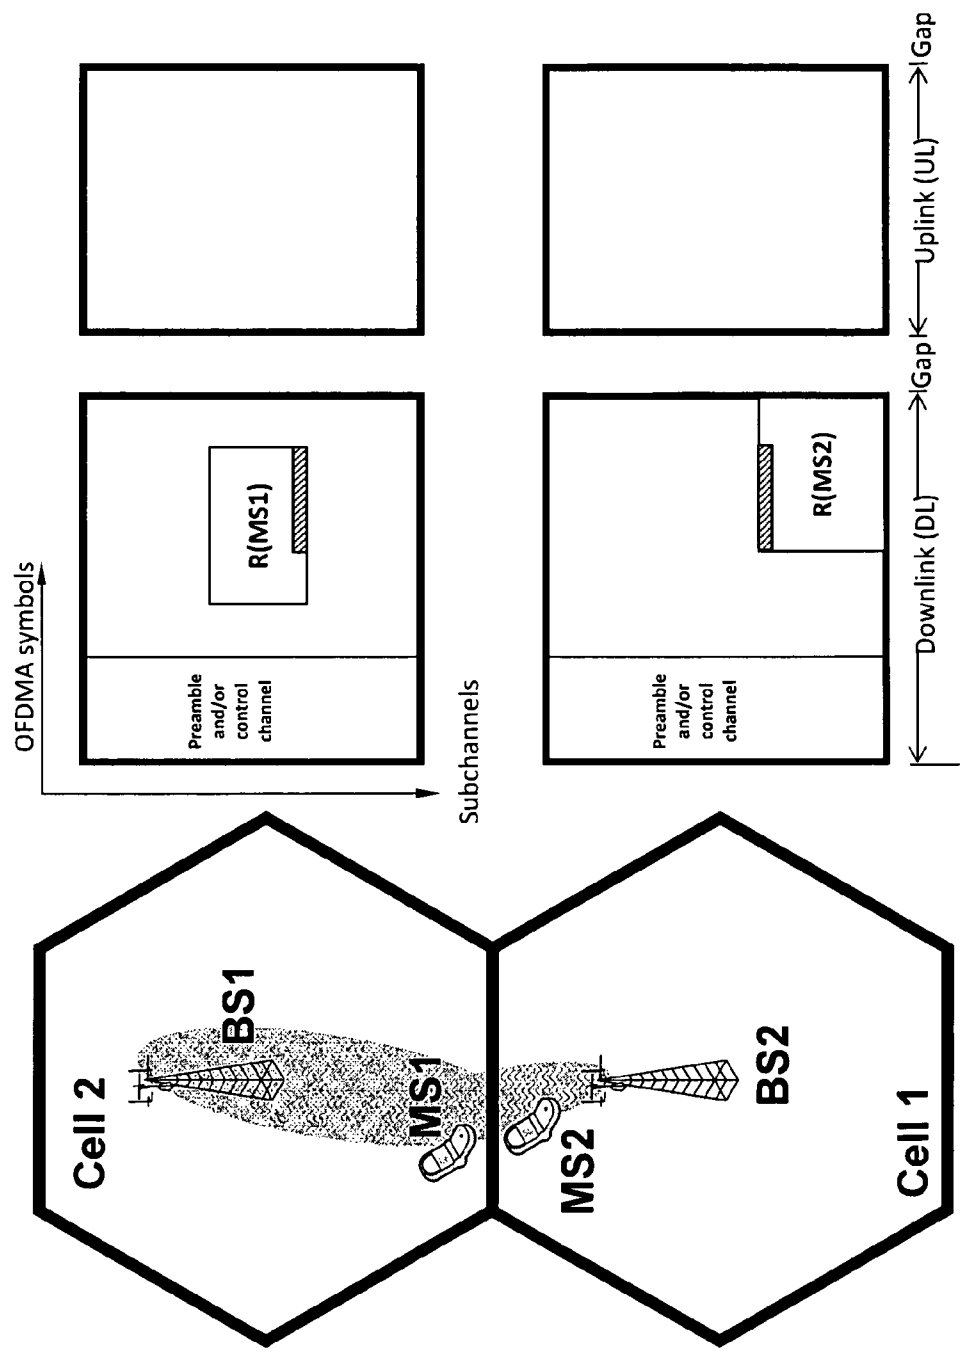 Cell 2
BS1
MS1
MS2
BS2
Cell 1
OFDMA symbols
Subchannels
Preamble
and/or
control
channel
R(MS1)
Preamble
and/or
control
channel
R(MS2)
Downlink (DL)
Gap
Uplink (UL)
Gap